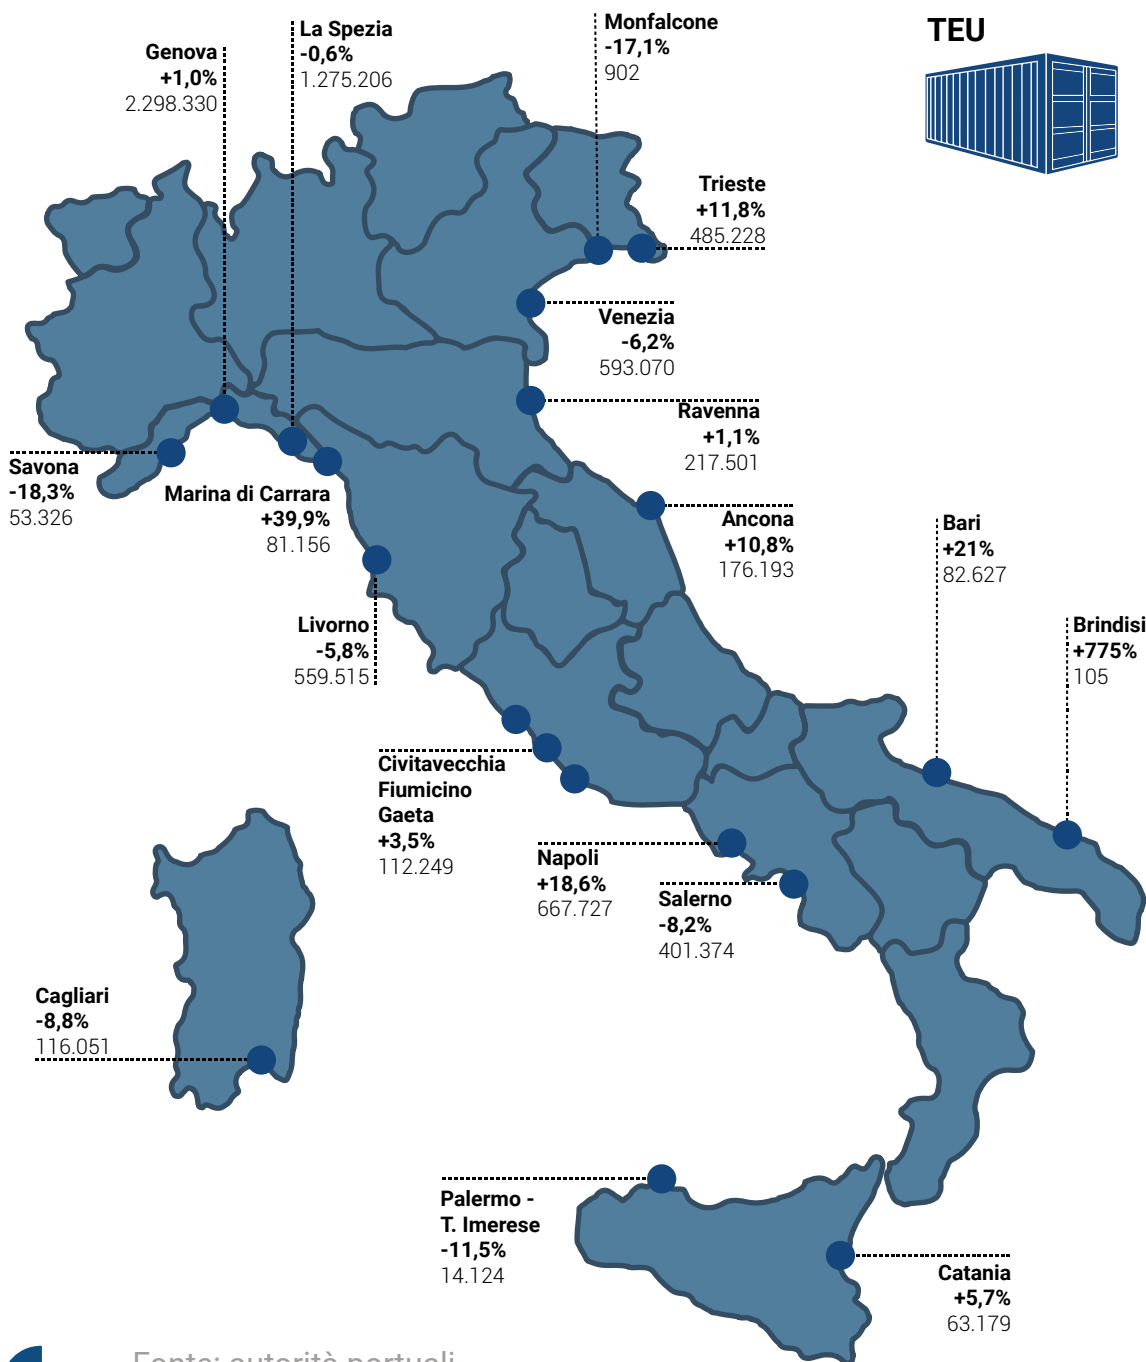 TEU
La Spezia
-0,6%
1.275.206
Monfalcone
-17,1%
902
Genova
+1,0%
2.298.330
Trieste
+11,8%
485.228
Venezia
-6,2%
593.070
Ravenna
+1,1%
217.501
Savona
-18,3%
53.326
Marina di Carrara
+39,9%
81.156
Ancona
+10,8%
176.193
Bari
+21%
82.627
Livorno
-5,8%
559.515
Brindisi
+775%
105
Civitavecchia
Fiumicino
Gaeta
+3,5%
112.249
Napoli
+18,6%
667.727
Salerno
-8,2%
401.374
Cagliari
-8,8%
116.051
Palermo -
T. Imerese
-11,5%
14.124
Catania
+5,7%
63.179
Fonte: autorità portuali